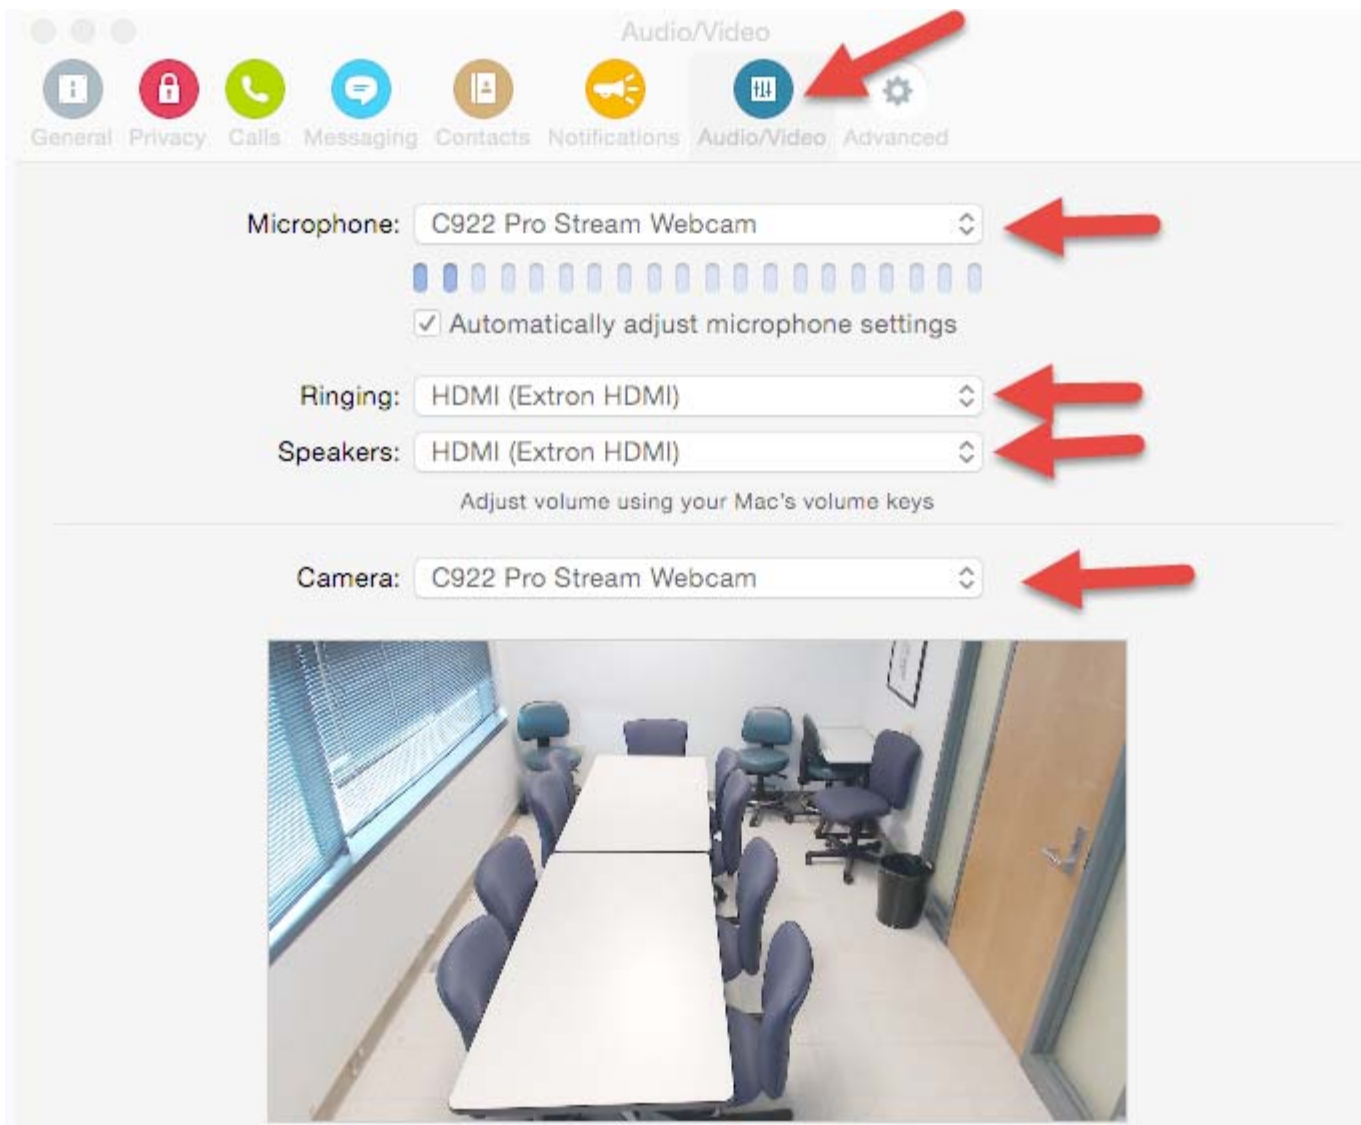 Audio/Video
General Privacy Calls Messaging Contacts Notifications Audio/Video Advanced
Microphone: C922 Pro Stream Webcam
Automatically adjust microphone settings
Ringing: HDMI (Extron HDMI)
Speakers: HDMI (Extron HDMI)
Adjust volume using your Mac's volume keys
Camera: C922 Pro Stream Webcam